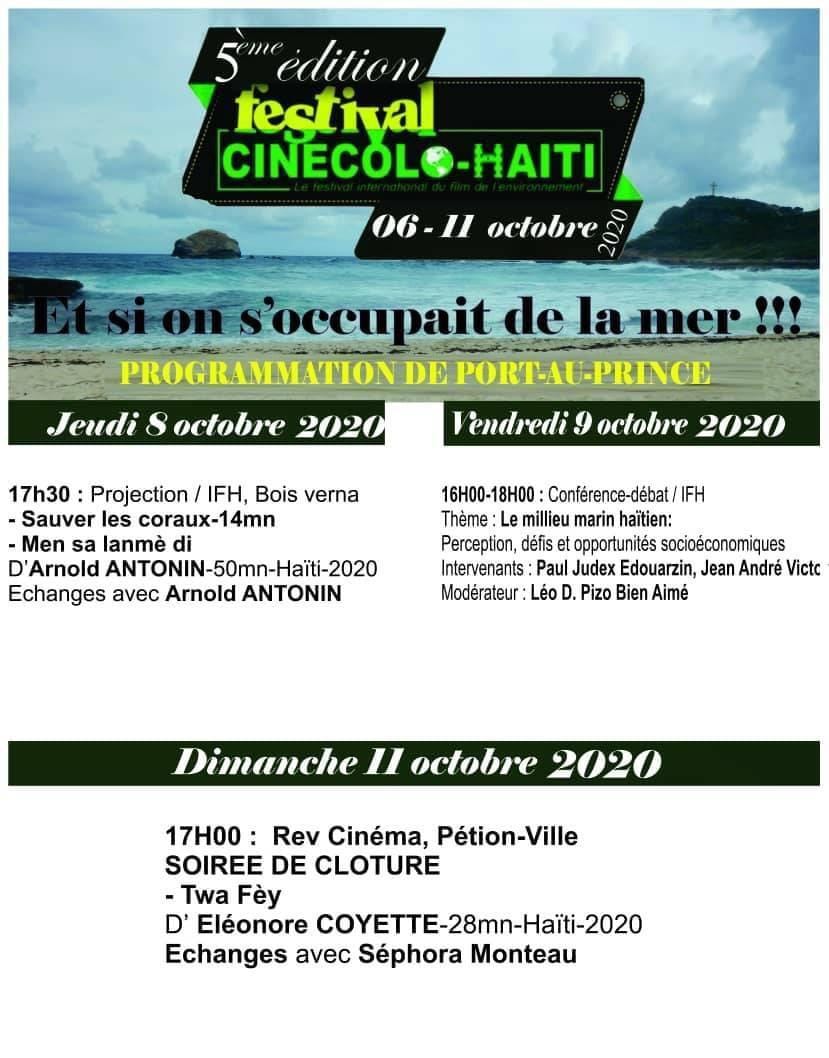 5ème édition
festival
CINECOLO-HAITI
Le festival international du film de l'environnement
06 - 11 octobre 2020
Et si on s'occupait de la mer !!!
PROGRAMMATION DE PORT-AU-PRINCE
Jeudi 8 octobre 2020
17h30 : Projection / IFH, Bois verna
- Sauver les coraux-14mn
- Men sa lanmè di
D'Arnold ANTONIN-50mn-Haïti-2020
Echanges avec Arnold ANTONIN
Vendredi 9 octobre 2020
16H00-18H00 : Conférence-débat / IFH
Thème : Le millieu marin haïtien:
Perception, défis et opportunités socioéconomiques
Intervenants : Paul Judex Edouarzin, Jean André Victo
Modérateur : Léo D. Pizo Bien Aimé
Dimanche 11 octobre 2020
17H00 : Rev Cinéma, Pétion-Ville
SOIREE DE CLOTURE
- Twa Fèy
D' Eléonore COYETTE-28mn-Haïti-2020
Echanges avec Séphora Monteau